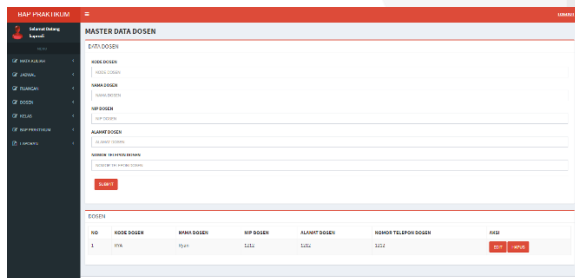 BAP PRAKTIKUM
Selamat Datang
MENU
DATA KULIAH
JADWAL
RUANGAN
DOSEN
KELAS
BAP PRAKTIKUM
LAPORAN
MASTER DATA DOSEN
DATA DOSEN
KODE DOSEN
KODE DOSEN
NAMA DOSEN
NAMA DOSEN
NIP DOSEN
NIP DOSEN
ALAMAT DOSEN
ALAMAT DOSEN
NOMOR TELEPON DOSEN
NOMOR TELEPON DOSEN
SUBMIT
DOSEN
NO KODE DOSEN NAMA DOSEN NIP DOSEN ALAMAT DOSEN NOMOR TELEPON DOSEN AKSI
1 1212 1212 1212 EDIT HAPUS